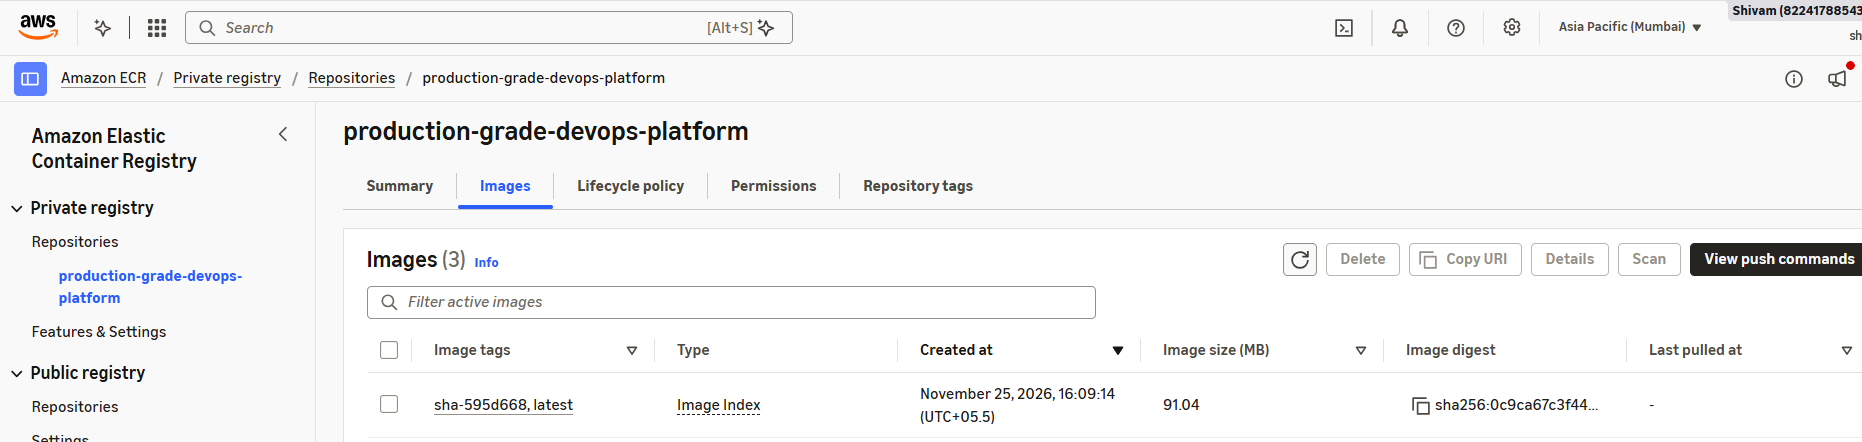 aws
Search
[Alt+S]
Asia Pacific (Mumbai)
Shivam (82241788543
sh
Amazon ECR / Private registry / Repositories / production-grade-devops-platform
Amazon Elastic
Container Registry
Private registry
Repositories
production-grade-devops-
platform
Features & Settings
Public registry
Repositories
Settings
production-grade-devops-platform
Summary
Images
Lifecycle policy
Permissions
Repository tags
Images (3) Info
Delete
Copy URI
Details
Scan
View push commands
Filter active images
Image tags
Type
Created at
Image size (MB)
Image digest
Last pulled at
sha-595d668, latest
Image Index
November 25, 2026, 16:09:14
(UTC+05.5)
91.04
sha256:0c9ca67c3f44...
-